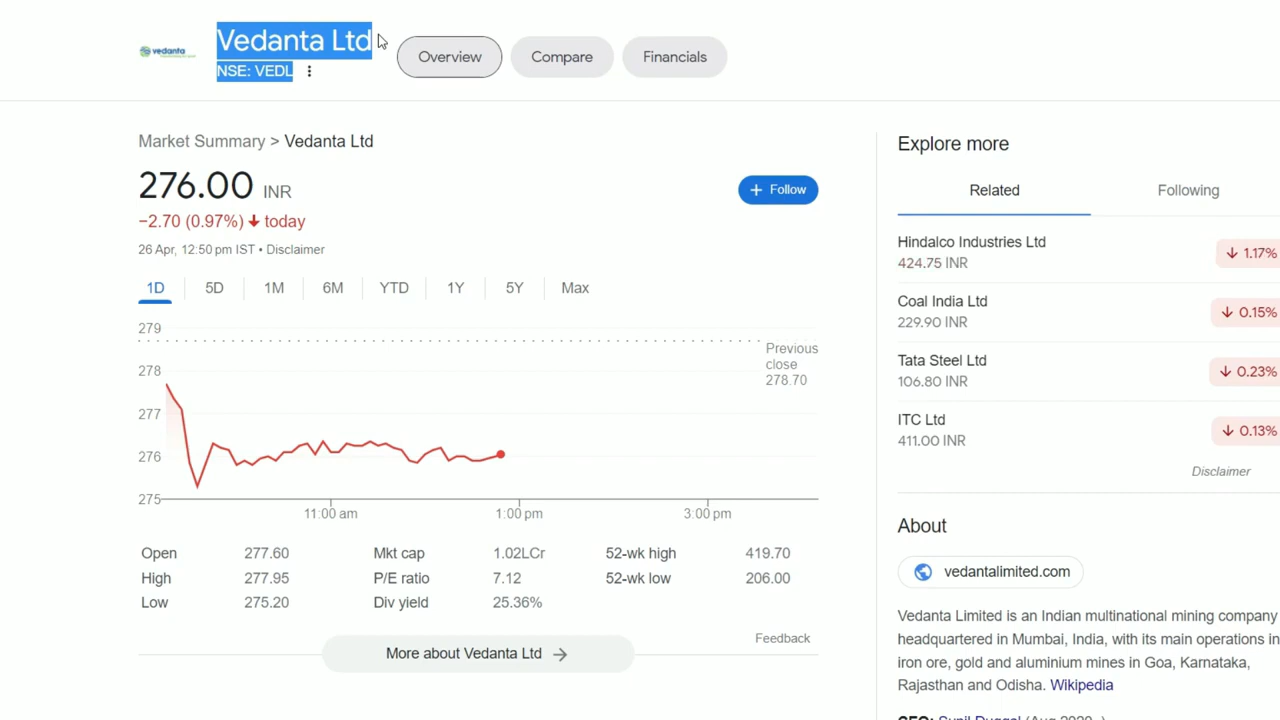 vedanta
Vedanta Ltd
NSE: VEDL
Overview
Compare
Financials
Market Summary > Vedanta Ltd
276.00 INR
−2.70 (0.97%) ↓ today
26 Apr, 12:50 pm IST • Disclaimer
+ Follow
1D 5D 1M 6M YTD 1Y 5Y Max
279
278
277
276
275
Previous
close
278.70
11:00 am 1:00 pm 3:00 pm
Open 277.60 Mkt cap 1.02LCr 52-wk high 419.70
High 277.95 P/E ratio 7.12 52-wk low 206.00
Low 275.20 Div yield 25.36%
Feedback
More about Vedanta Ltd →
Explore more
Related Following
Hindalco Industries Ltd
424.75 INR
↓ 1.17%
Coal India Ltd
229.90 INR
↓ 0.15%
Tata Steel Ltd
106.80 INR
↓ 0.23%
ITC Ltd
411.00 INR
↓ 0.13%
Disclaimer
About
vedantalimited.com
Vedanta Limited is an Indian multinational mining company
headquartered in Mumbai, India, with its main operations in
iron ore, gold and aluminium mines in Goa, Karnataka,
Rajasthan and Odisha. Wikipedia